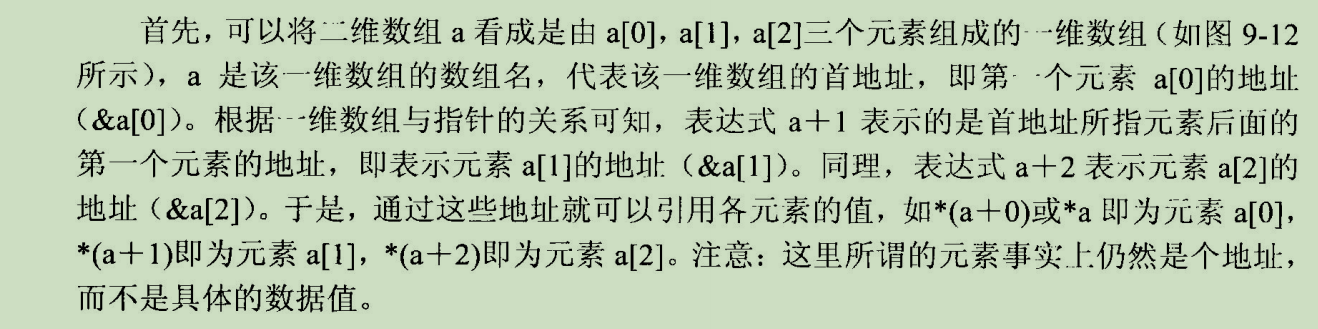 首先，可以将二维数组 a 看成是由 a[0]，a[1]，a[2]三个元素组成的一维数组（如图 9-12
所示），a 是该一维数组的数组名，代表该一维数组的首地址，即第一个元素 a[0]的地址
（&a[0]）。根据一维数组与指针的关系可知，表达式 a＋1 表示的是首地址所指元素后面的
第一个元素的地址，即表示元素 a[1]的地址（&a[1]）。同理，表达式 a＋2 表示元素 a[2]的
地址（&a[2]）。于是，通过这些地址就可以引用各元素的值，如*(a＋0)或*a 即为元素 a[0]，
*(a＋1)即为元素 a[1]，*(a＋2)即为元素 a[2]。注意：这里所谓的元素事实上仍然是个地址，
而不是具体的数据值。